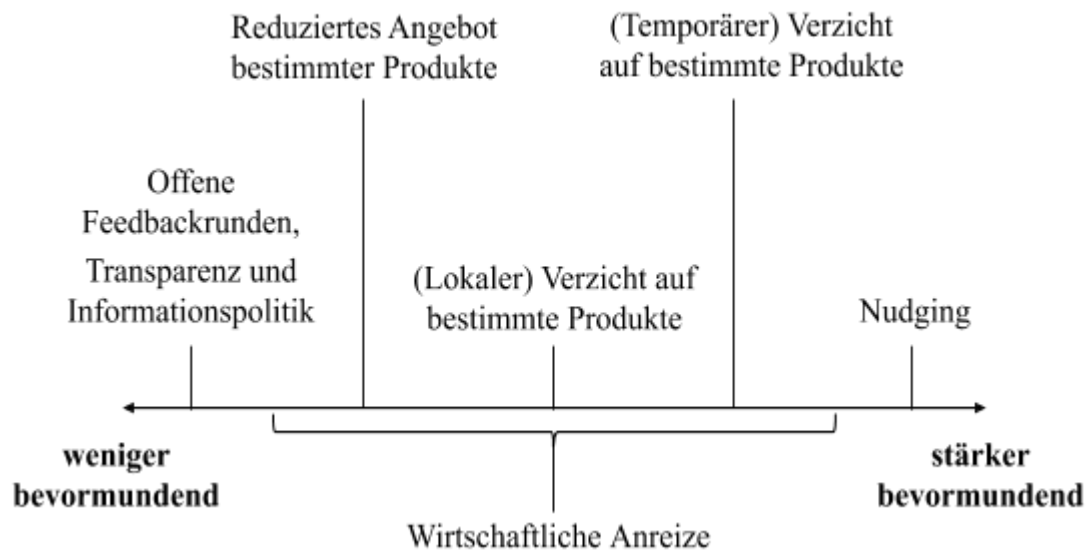 Reduziertes Angebot
bestimmter Produkte
(Temporärer) Verzicht
auf bestimmte Produkte
Offene
Feedbackrunden,
Transparenz und
Informationspolitik
(Lokaler) Verzicht auf
bestimmte Produkte
Nudging
weniger
bevormundend
stärker
bevormundend
Wirtschaftliche Anreize